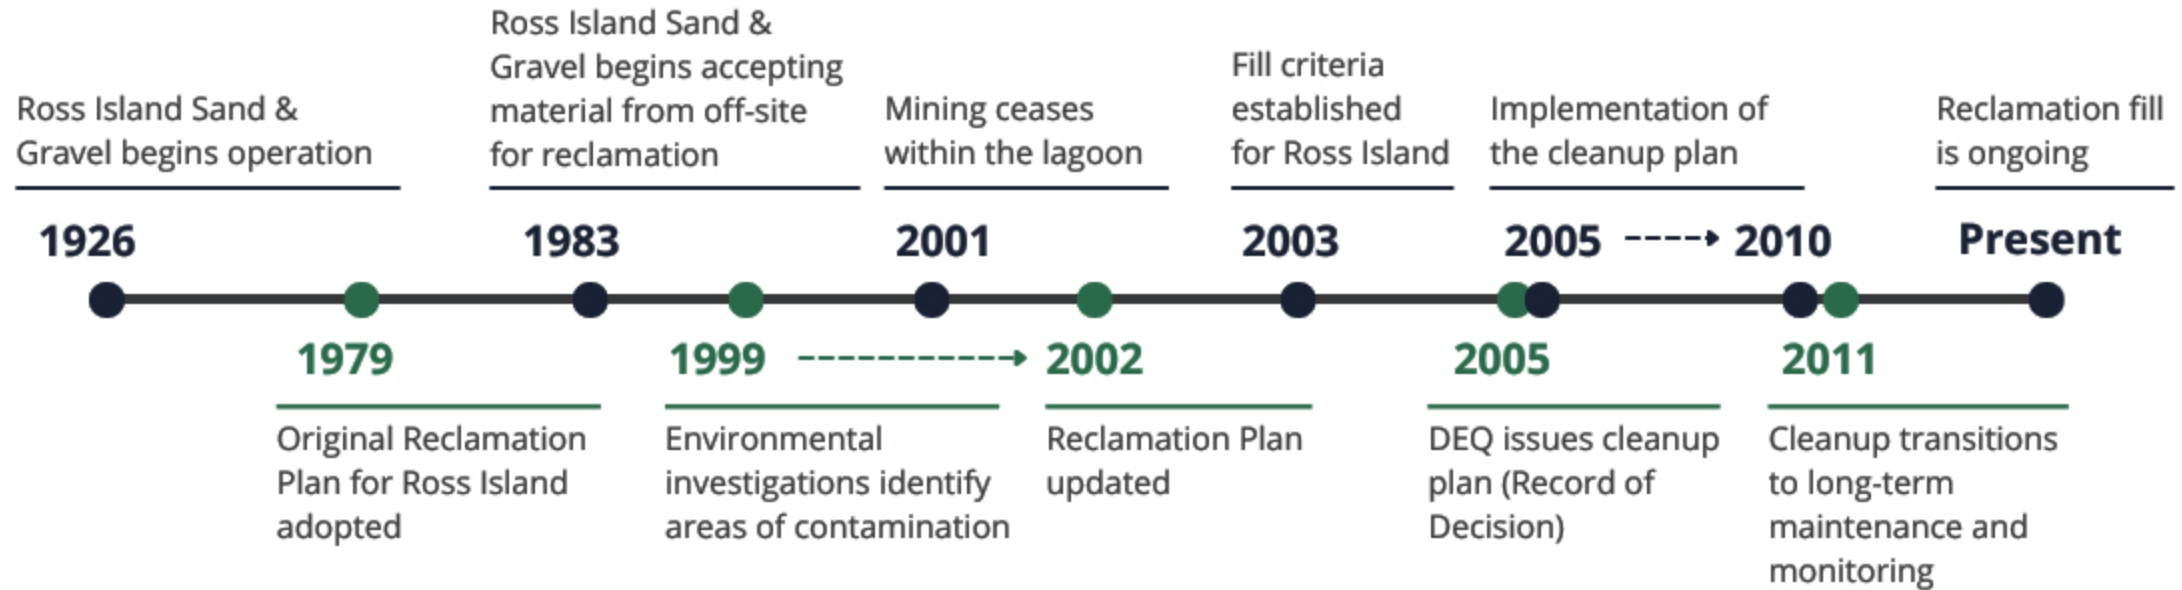 Ross Island Sand &
Gravel begins operation
1926
Original Reclamation
Plan for Ross Island
adopted
1979
Ross Island Sand &
Gravel begins accepting
material from off-site
for reclamation
1983
1999
Environmental
investigations identify
areas of contamination
Mining ceases
within the lagoon
2001
2002
Reclamation Plan
updated
Fill criteria
established
for Ross Island
2003
2005
DEQ issues cleanup
plan (Record of
Decision)
Implementation of
the cleanup plan
2005
2010
2011
Cleanup transitions
to long-term
maintenance and
monitoring
Reclamation fill
is ongoing
Present